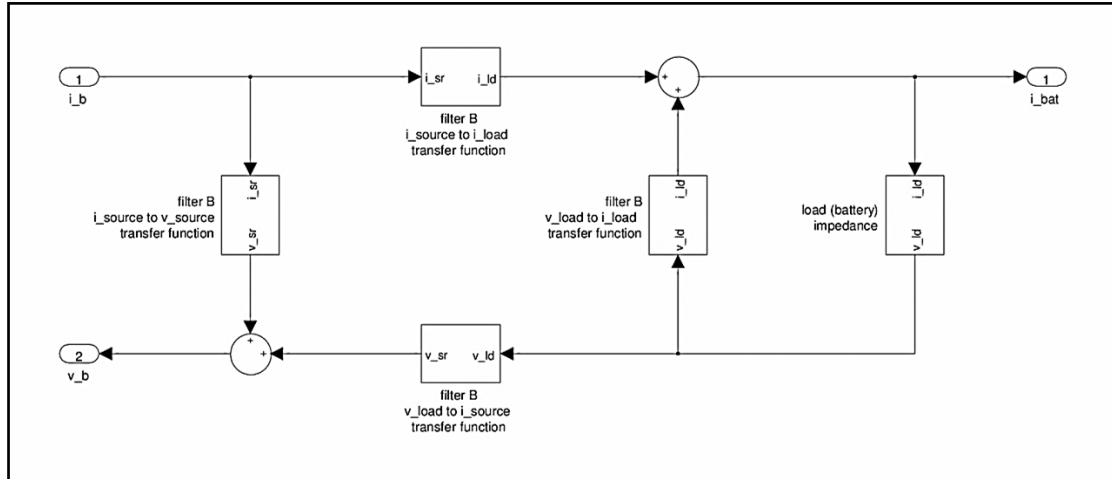 1
i_b
i_sr
i_ld
filter B
i_source to i_load
transfer function
+
+
1
i_bat
i_sr
v_sr
filter B
i_source to v_source
transfer function
i_ld
v_ld
filter B
v_load to i_load
transfer function
i_ld
v_ld
load (battery)
impedance
2
v_b
+
+
v_sr
v_ld
filter B
v_load to i_source
transfer function